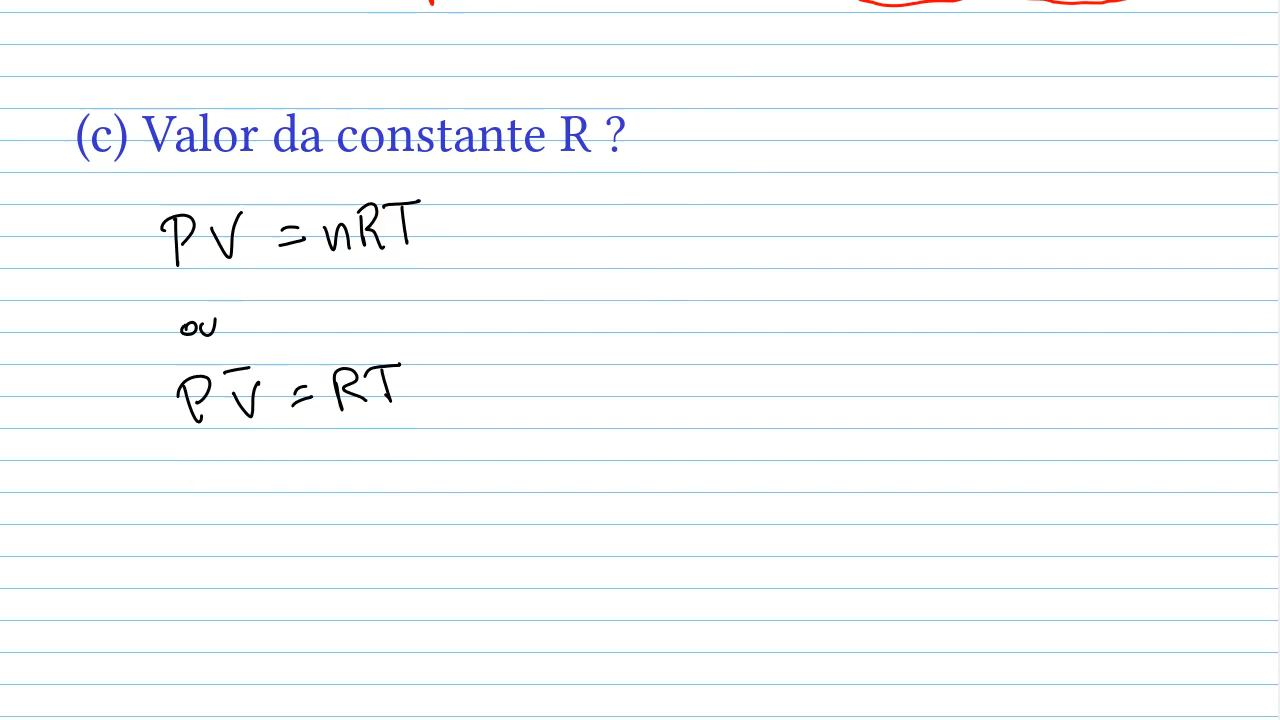 (c) Valor da constante R ?
PV = nRT
ou
PV̅ = RT